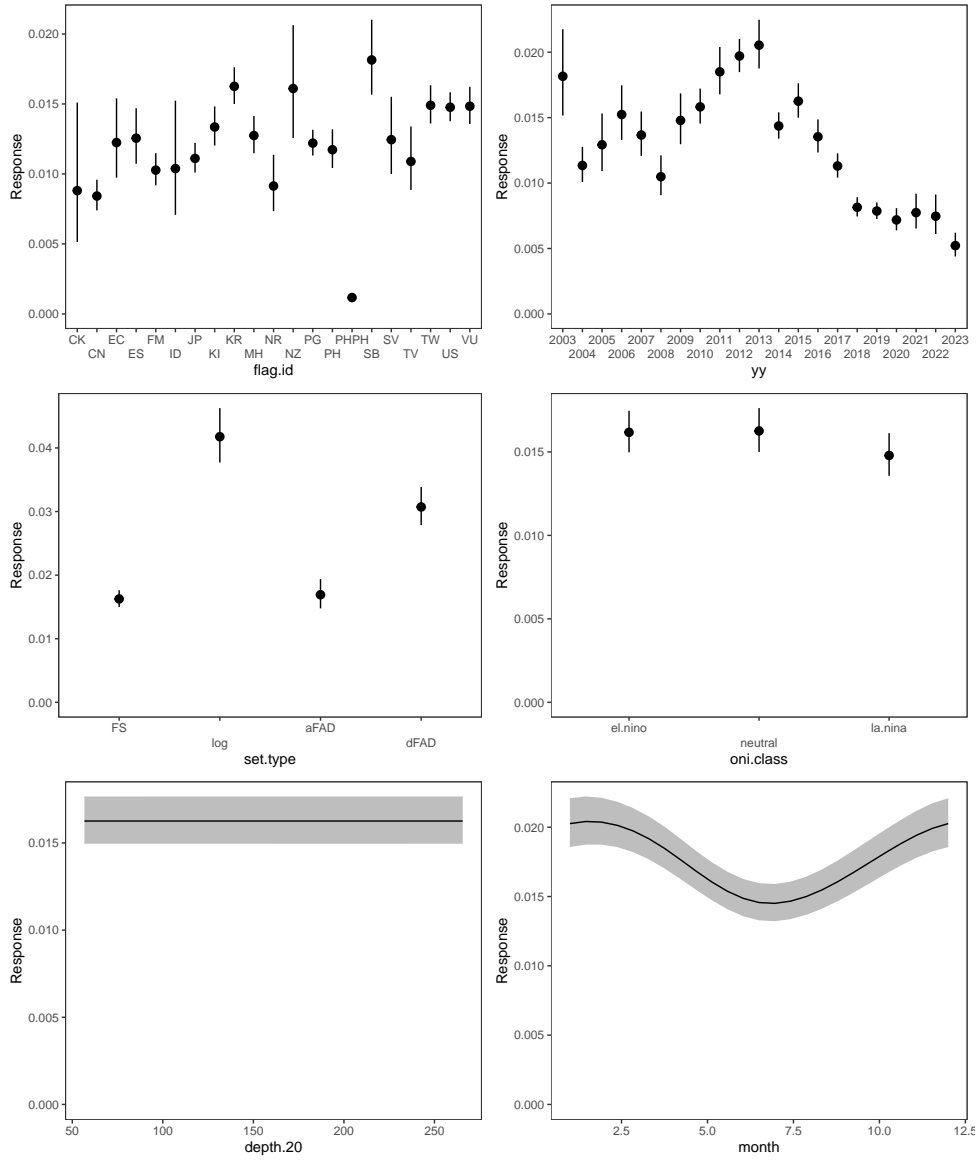 0.020
0.015
0.010
0.005
0.000
Response
CK EC FM JP KR NR PG PHPH SV TW VU
CN ES ID KI MH NZ PH SB TV US
flag.id
0.020
0.015
0.010
0.005
0.000
Response
2003 2005 2007 2009 2011 2013 2015 2017 2019 2021 2023
2004 2006 2008 2010 2012 2014 2016 2018 2020 2022
yy
0.04
0.03
0.02
0.01
0.00
Response
FS aFAD
log dFAD
set.type
0.015
0.010
0.005
0.000
Response
el.nino la.nina
neutral
oni.class
0.015
0.010
0.005
0.000
Response
50 100 150 200 250
depth.20
0.020
0.015
0.010
0.005
0.000
Response
2.5 5.0 7.5 10.0 12.5
month